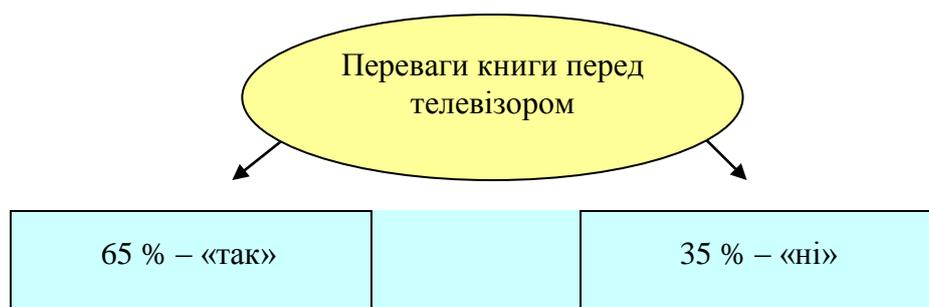 Переваги книги перед
телевізором
65 % – «так»
35 % – «ні»